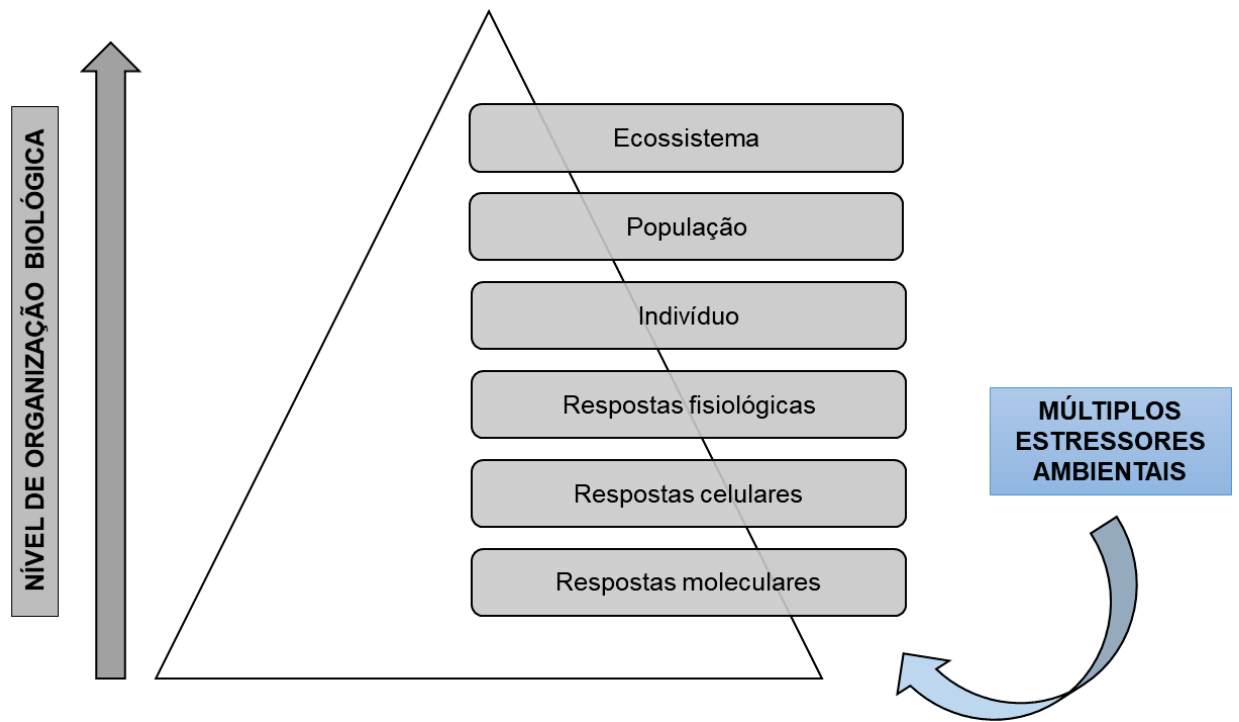 NÍVEL DE ORGANIZAÇÃO BIOLÓGICA
Ecossistema
População
Indivíduo
Respostas fisiológicas
Respostas celulares
Respostas moleculares
MÚLTIPLOS
ESTRESSORES
AMBIENTAIS